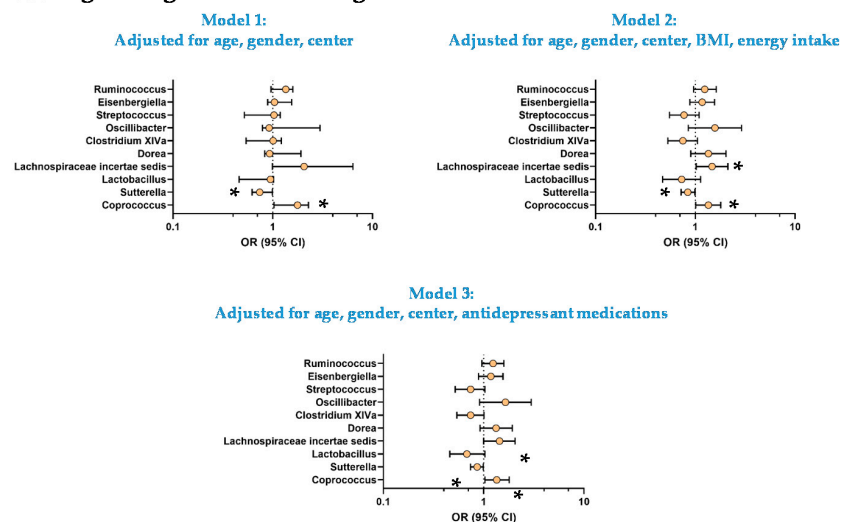 Model 1:
Adjusted for age, gender, center
Ruminococcus
Eisenbergiella
Streptococcus
Oscillibacter
Clostridium XIVa
Dorea
Lachnospiraceae incertae sedis
Lactobacillus
Sutterella
Coprococcus
*
*
0.1 1 10
OR (95% CI)
Model 2:
Adjusted for age, gender, center, BMI, energy intake
Ruminococcus
Eisenbergiella
Streptococcus
Oscillibacter
Clostridium XIVa
Dorea
Lachnospiraceae incertae sedis
Lactobacillus
Sutterella
Coprococcus
*
*
*
0.1 1 10
OR (95% CI)
Model 3:
Adjusted for age, gender, center, antidepressant medications
Ruminococcus
Eisenbergiella
Streptococcus
Oscillibacter
Clostridium XIVa
Dorea
Lachnospiraceae incertae sedis
Lactobacillus
Sutterella
Coprococcus
*
*
*
0.1 1 10
OR (95% CI)